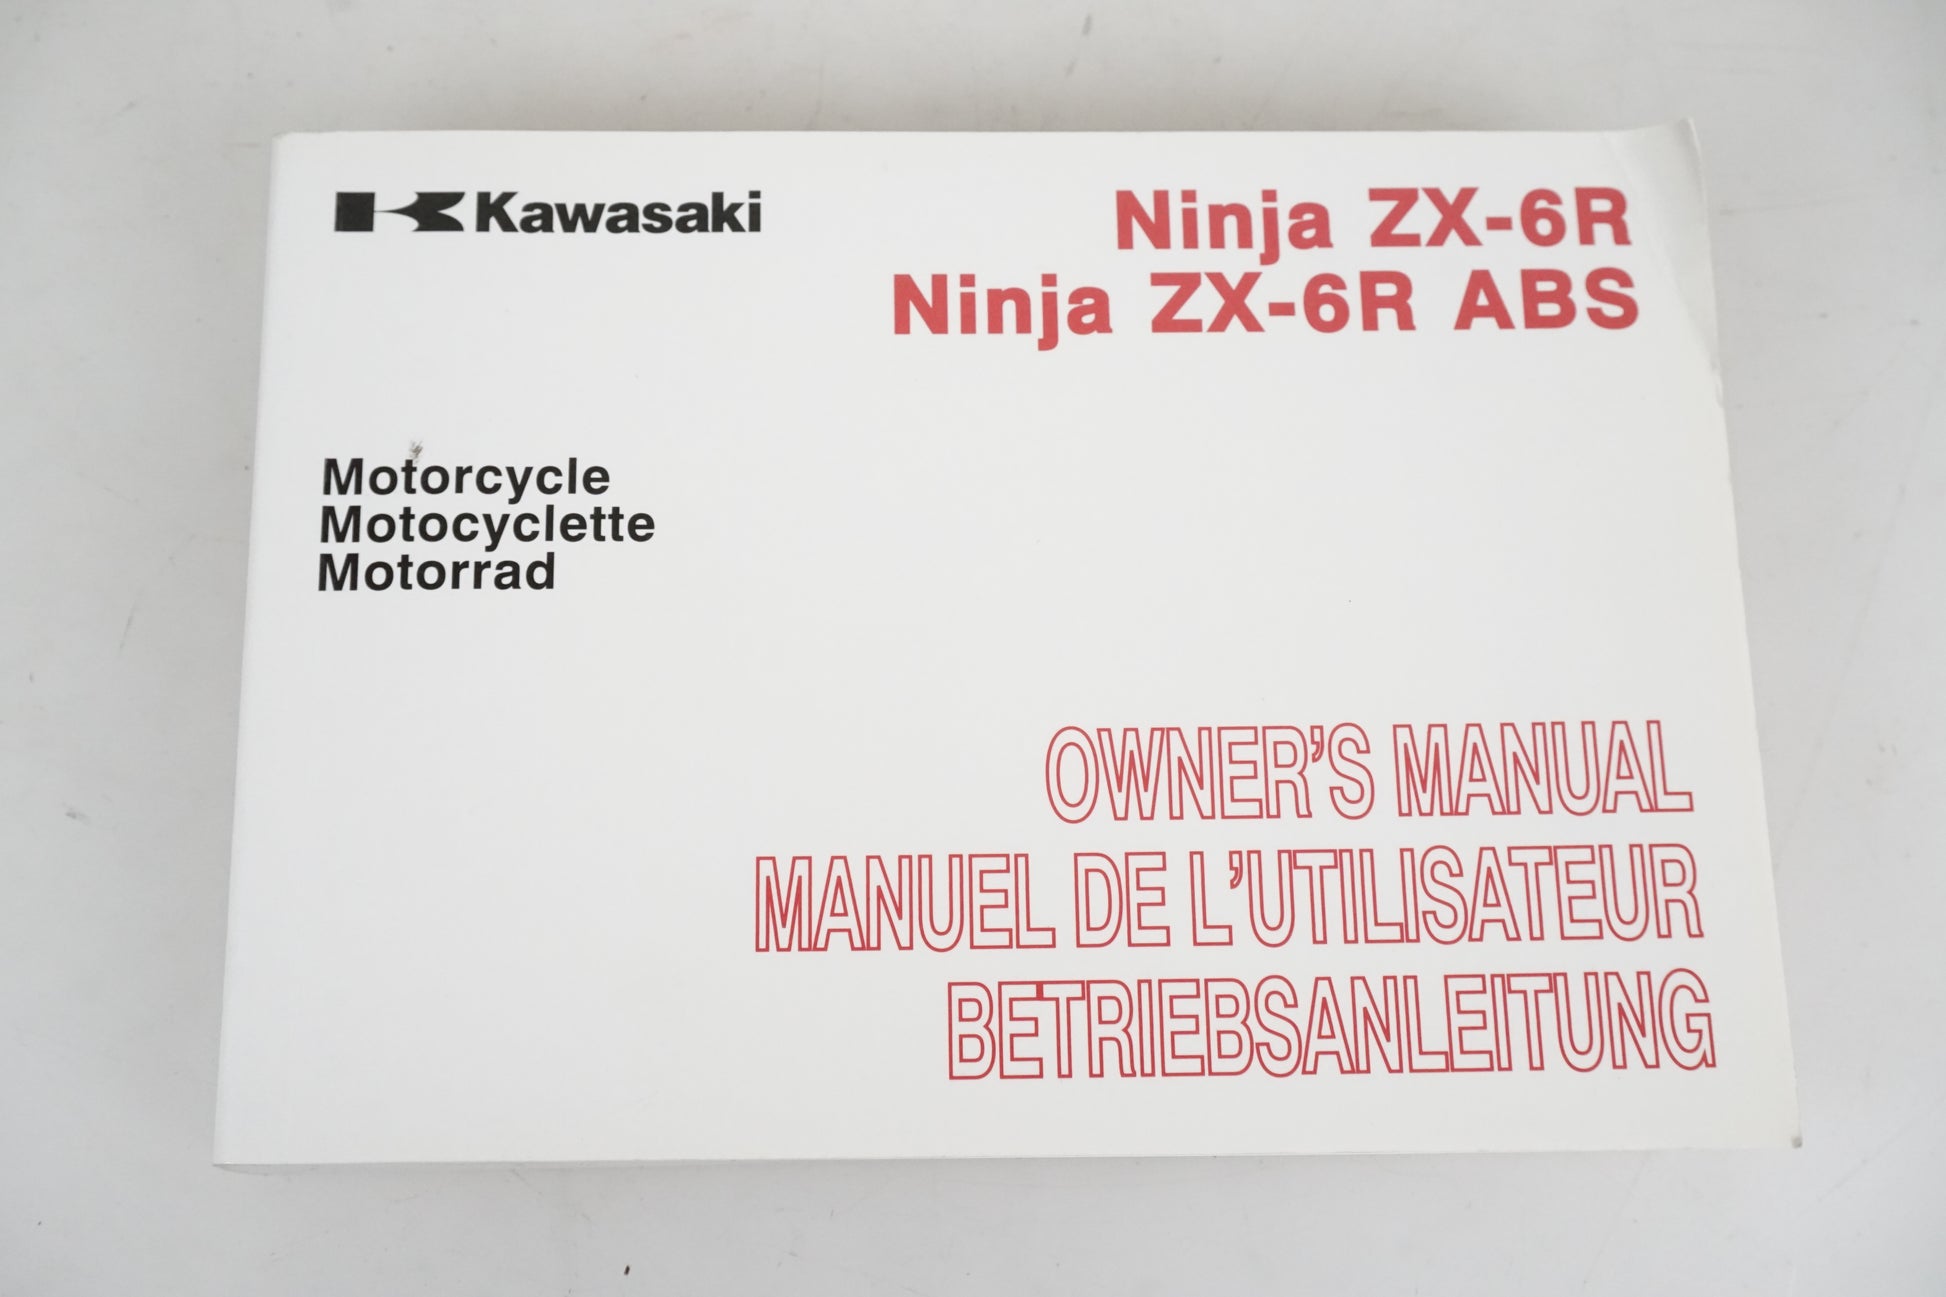 Kawasaki
Ninja ZX-6R
Ninja ZX-6R ABS
Motorcycle
Motocyclette
Motorrad
OWNER'S MANUAL
MANUEL DE L'UTILISATEUR
BETRIEBSANLEITUNG